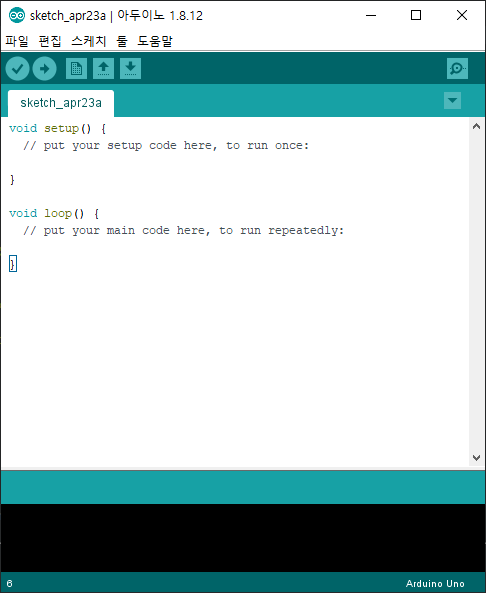 sketch_apr23a | 아두이노 1.8.12
파일 편집 스케치 툴 도움말
sketch_apr23a
void setup() {
  // put your setup code here, to run once:
}
void loop() {
  // put your main code here, to run repeatedly:
}
6 Arduino Uno